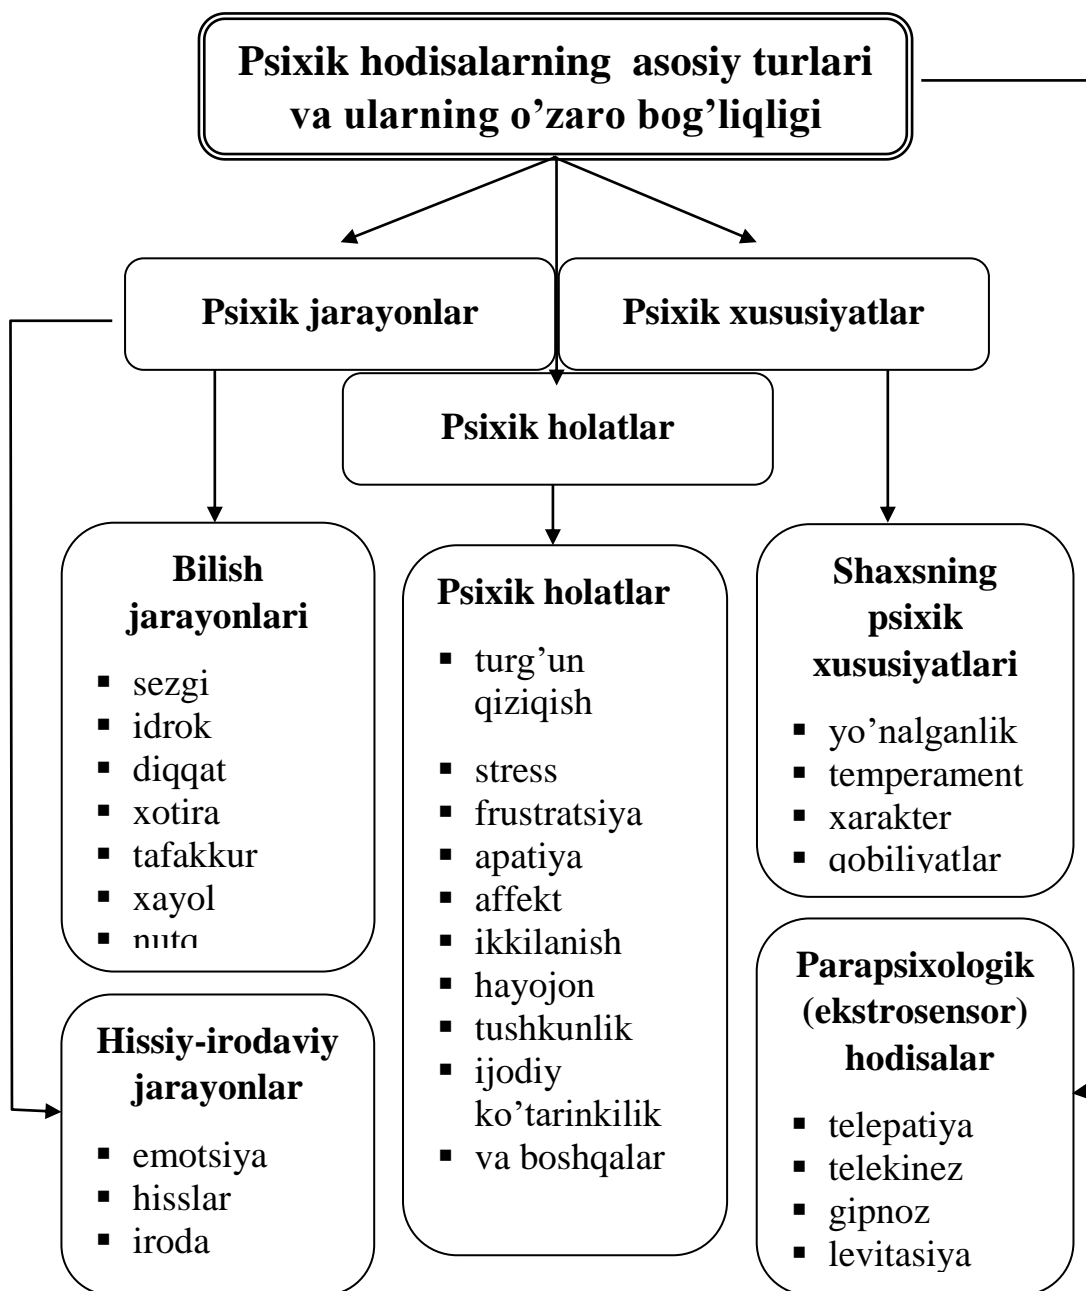 Psixik hodisalarning asosiy turlari
va ularning o’zaro bog’liqligi
Psixik jarayonlar
Psixik xususiyatlar
Psixik holatlar
Bilish
jarayonlari
▪ sezgi
▪ idrok
▪ diqqat
▪ xotira
▪ tafakkur
▪ xayol
▪ nutq
Hissiy-irodaviy
jarayonlar
▪ emotsiya
▪ hisslar
▪ iroda
Psixik holatlar
▪ turg’un
qiziqish
▪ stress
▪ frustratsiya
▪ apatiya
▪ affekt
▪ ikkilanish
▪ hayojon
▪ tushkunlik
▪ ijodiy
ko’tarinkilik
▪ va boshqalar
Shaxsning
psixik
xususiyatlari
▪ yo’nalganlik
▪ temperament
▪ xarakter
▪ qobiliyatlar
Parapsixologik
(ekstrosensor)
hodisalar
▪ telepatiya
▪ telekinez
▪ gipnoz
▪ levitasiya